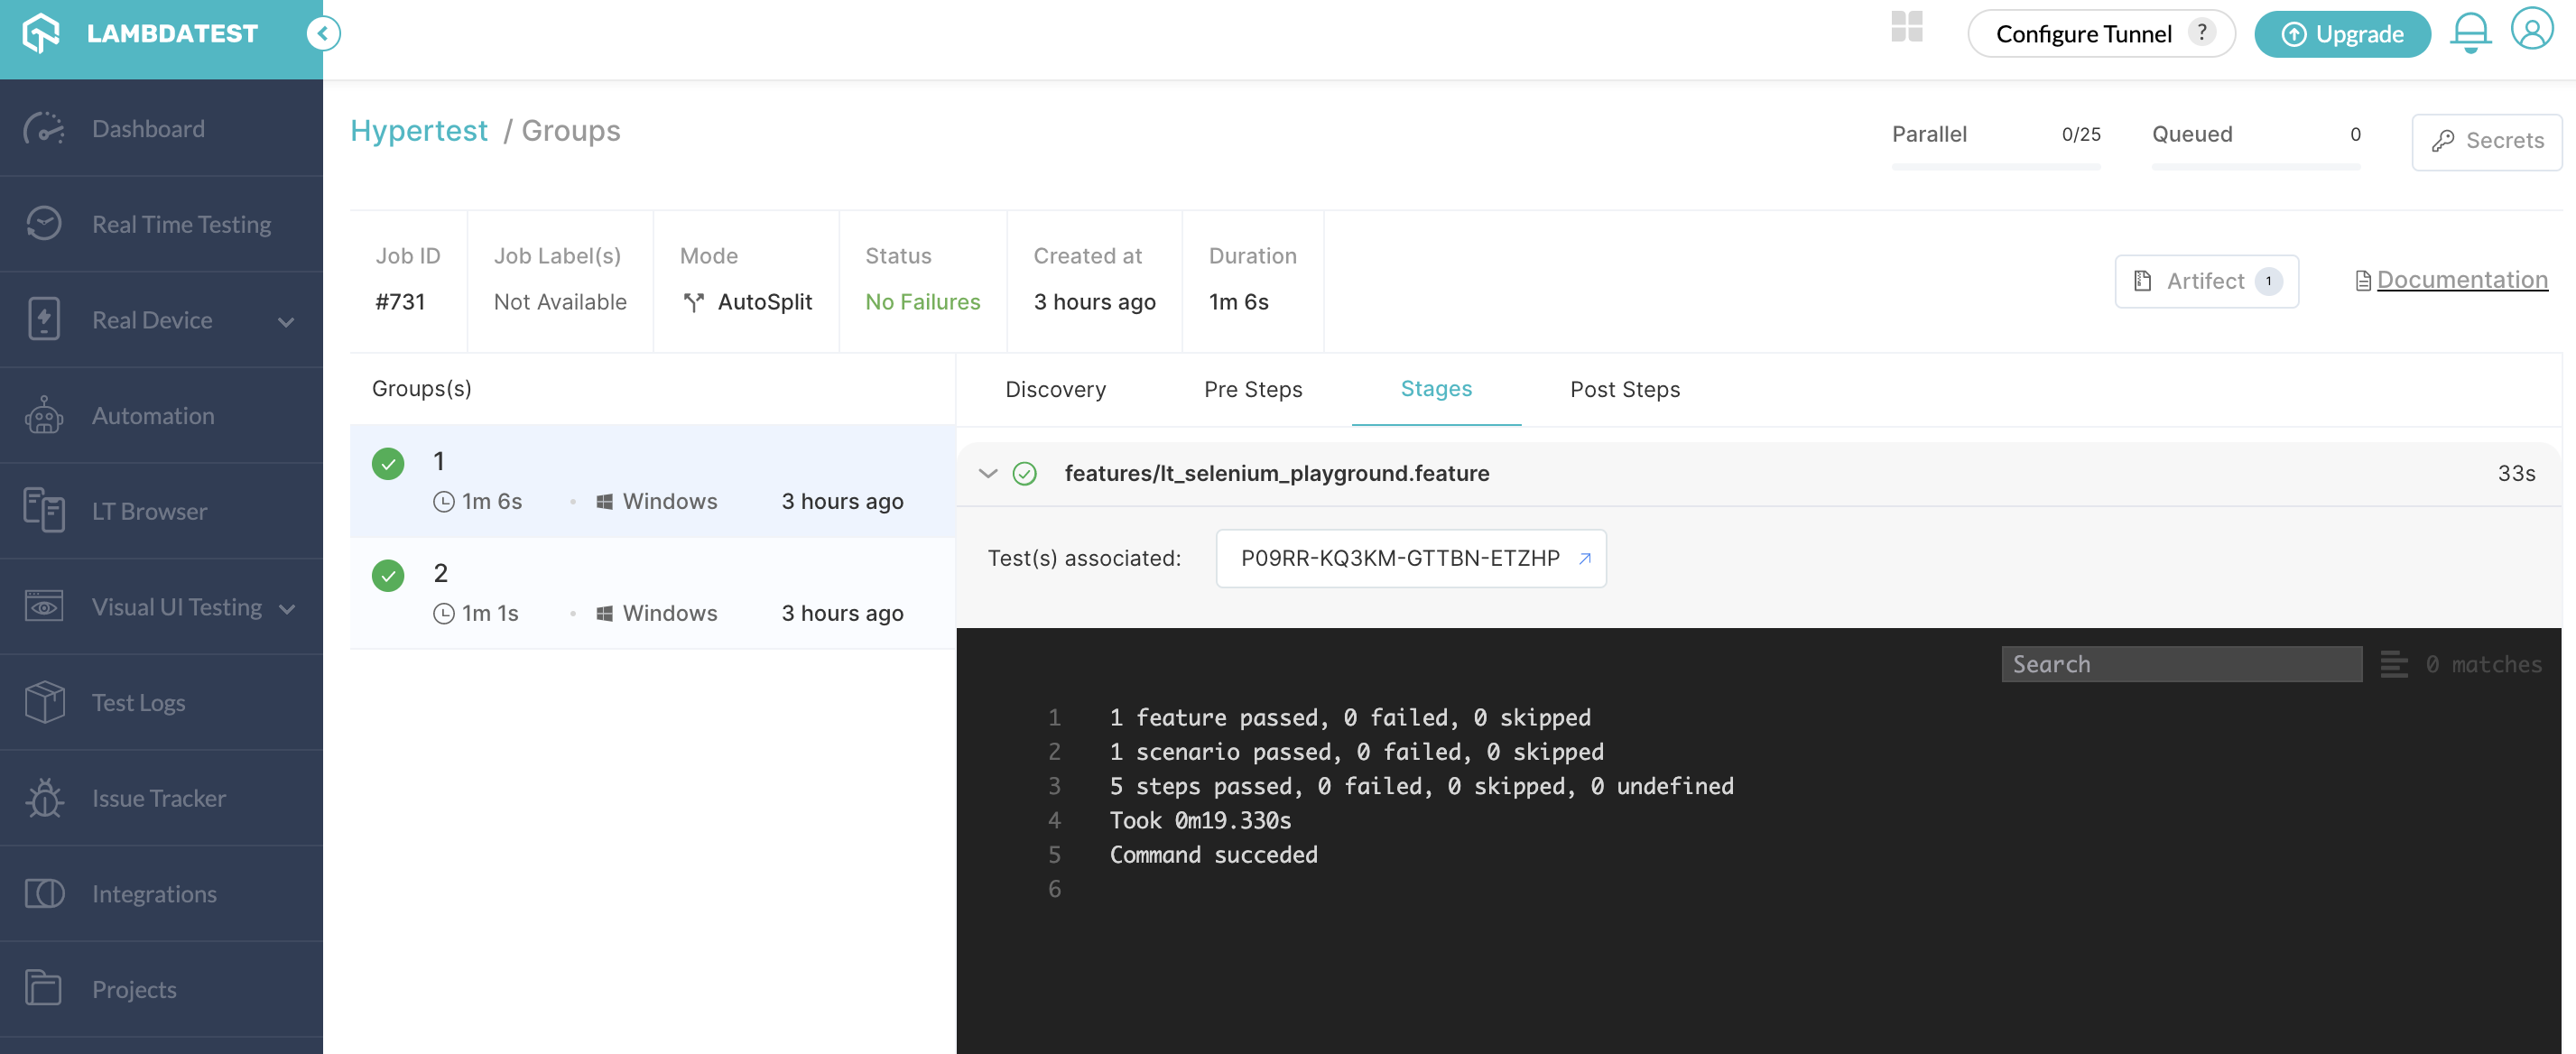 LAMBDATEST
Configure Tunnel ?
Upgrade
Dashboard
Real Time Testing
Real Device
Automation
LT Browser
Visual UI Testing
Test Logs
Issue Tracker
Integrations
Projects
Hypertest / Groups
Parallel 0/25
Queued 0
Secrets
Job ID
#731
Job Label(s)
Not Available
Mode
AutoSplit
Status
No Failures
Created at
3 hours ago
Duration
1m 6s
Artifect 1
Documentation
Groups(s)
1
1m 6s • Windows 3 hours ago
2
1m 1s • Windows 3 hours ago
Discovery Pre Steps Stages Post Steps
features/lt_selenium_playground.feature 33s
Test(s) associated: P09RR-KQ3KM-GTTBN-ETZHP
Search 0 matches
1 1 feature passed, 0 failed, 0 skipped
2 1 scenario passed, 0 failed, 0 skipped
3 5 steps passed, 0 failed, 0 skipped, 0 undefined
4 Took 0m19.330s
5 Command succeded
6